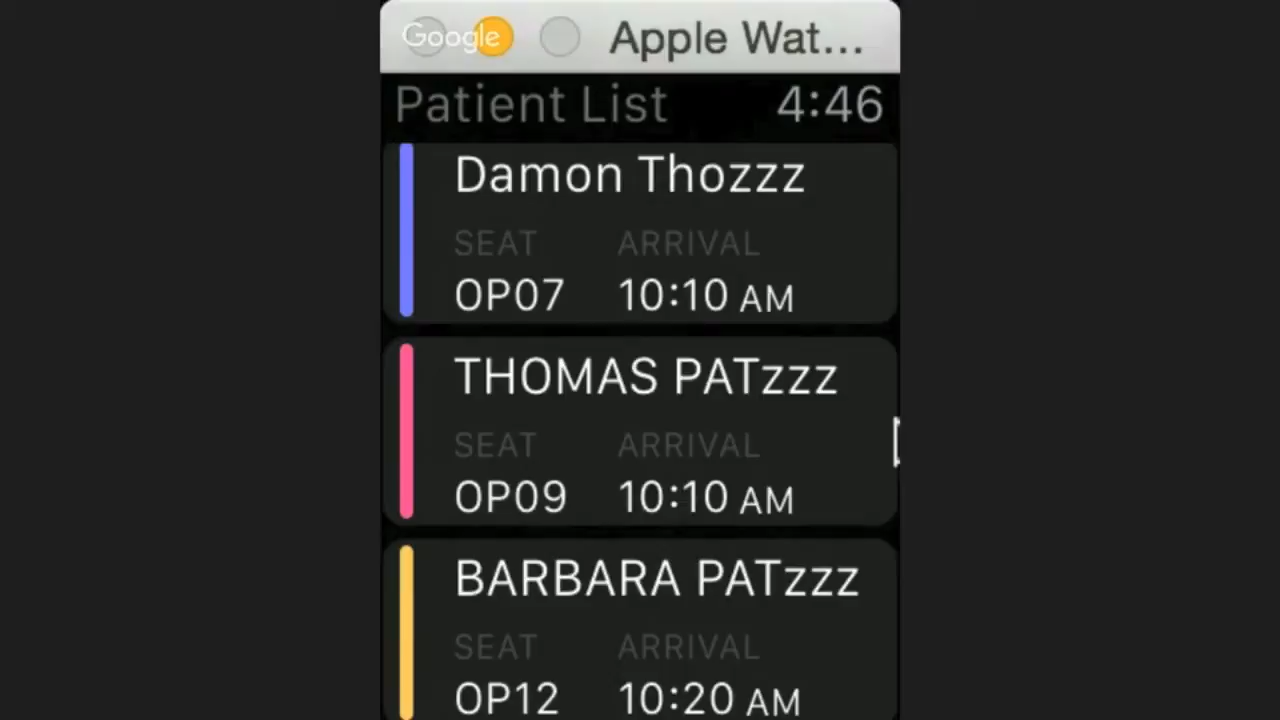 Google
Apple Wat...
Patient List 4:46
Damon Thozzz
SEAT ARRIVAL
OP07 10:10 AM
THOMAS PATzzz
SEAT ARRIVAL
OP09 10:10 AM
BARBARA PATzzz
SEAT ARRIVAL
OP12 10:20 AM